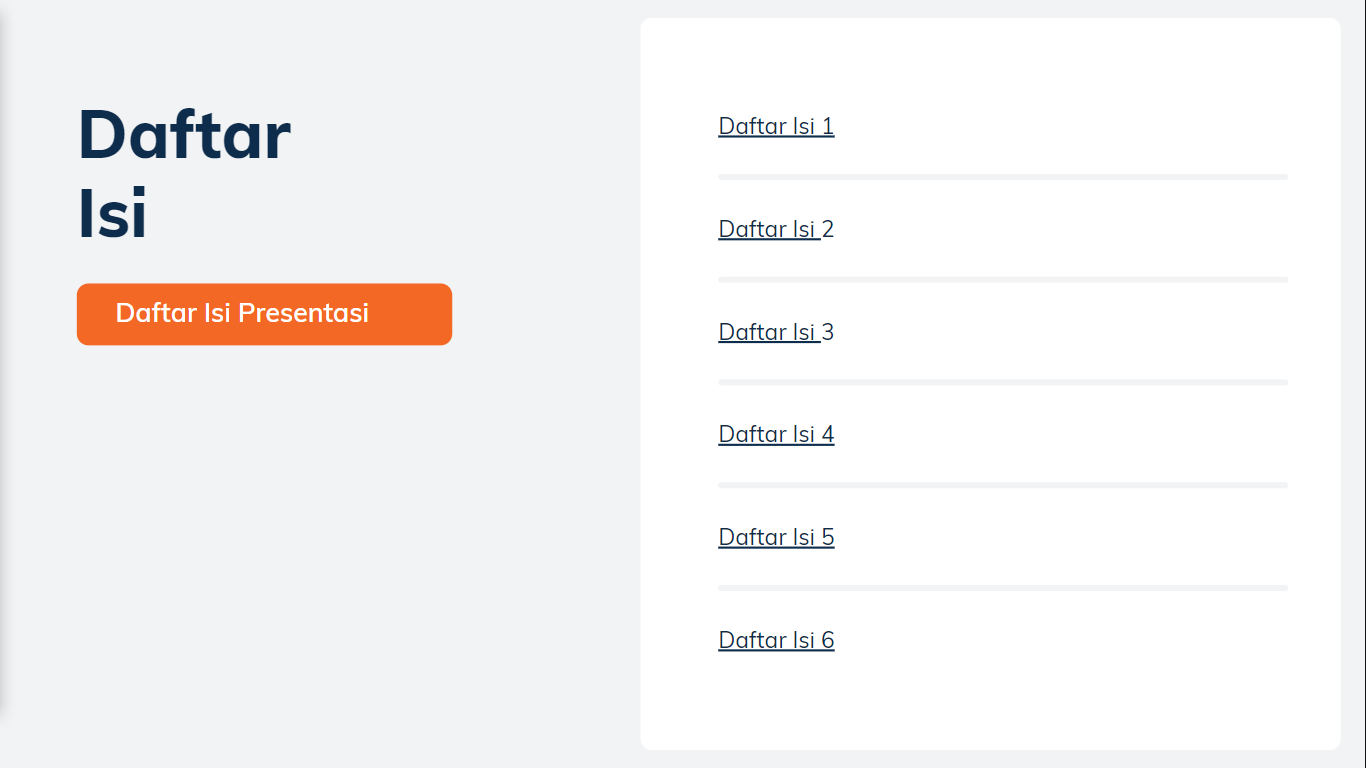 Daftar
Isi
Daftar Isi Presentasi
Daftar Isi 1
Daftar Isi 2
Daftar Isi 3
Daftar Isi 4
Daftar Isi 5
Daftar Isi 6